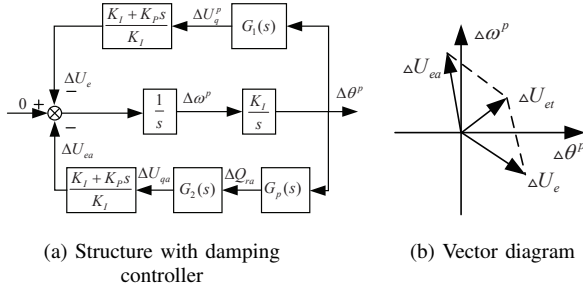 K_I + K_P s
K_I
ΔU_q^p
G_1(s)
ΔU_e
0 +
−
−
1
s
Δω^p
K_I
s
Δθ^p
ΔU_ea
K_I + K_P s
K_I
ΔU_qa
G_2(s)
ΔQ_ra
G_p(s)
(a) Structure with damping
controller
Δω^p
ΔU_ea
ΔU_et
Δθ^p
ΔU_e
(b) Vector diagram